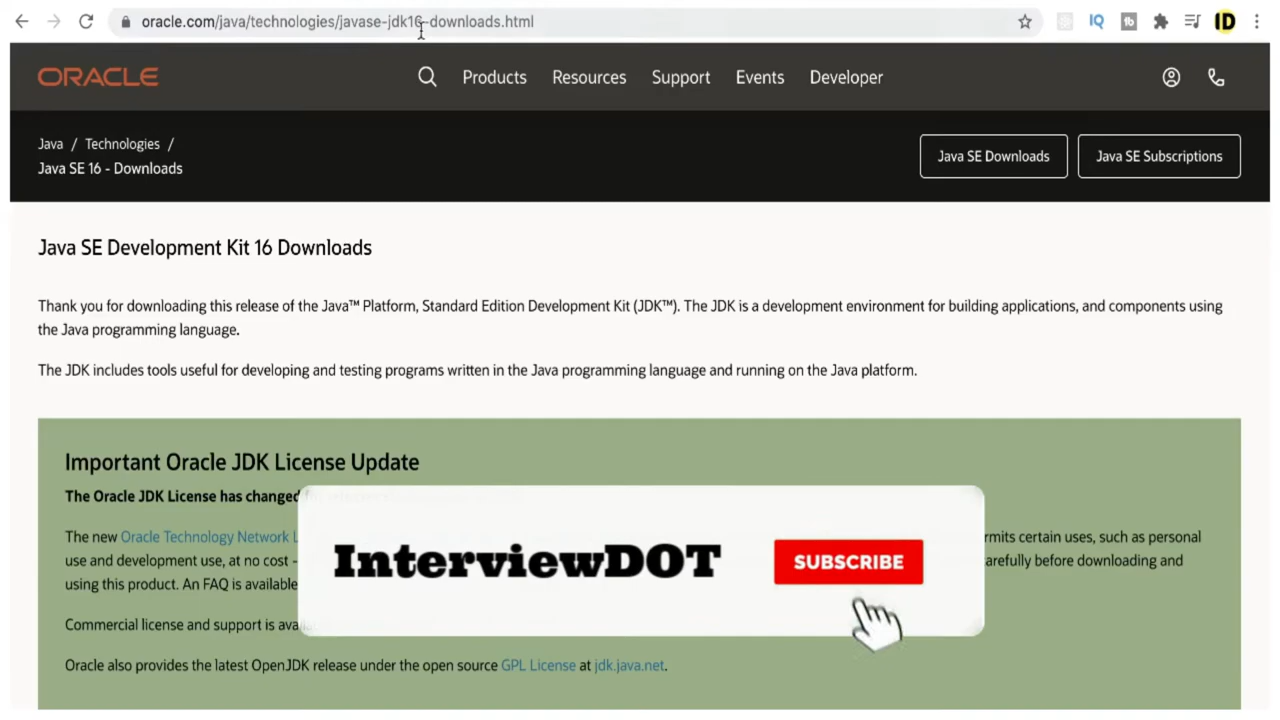 oracle.com/java/technologies/javase-jdk16-downloads.html
IQ
tb
ID
ORACLE
Products Resources Support Events Developer
Java / Technologies /
Java SE 16 - Downloads
Java SE Downloads
Java SE Subscriptions
Java SE Development Kit 16 Downloads
Thank you for downloading this release of the Java™ Platform, Standard Edition Development Kit (JDK™). The JDK is a development environment for building applications, and components using
the Java programming language.
The JDK includes tools useful for developing and testing programs written in the Java programming language and running on the Java platform.
Important Oracle JDK License Update
The Oracle JDK License has changed
The new Oracle Technology Network
rmits certain uses, such as personal
use and development use, at no cost -
arefully before downloading and
using this product. An FAQ is available
Commercial license and support is
Oracle also provides the latest OpenJDK release under the open source GPL License at jdk.java.net.
InterviewDOT
SUBSCRIBE